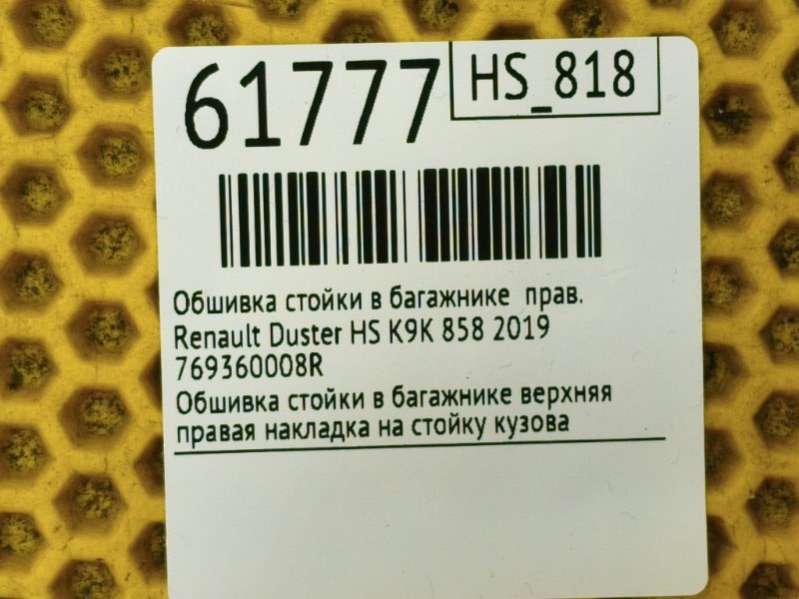 61777
HS_818
Обшивка стойки в багажнике прав.
Renault Duster HS K9K 858 2019
769360008R
Обшивка стойки в багажнике верхняя
правая накладка на стойку кузова